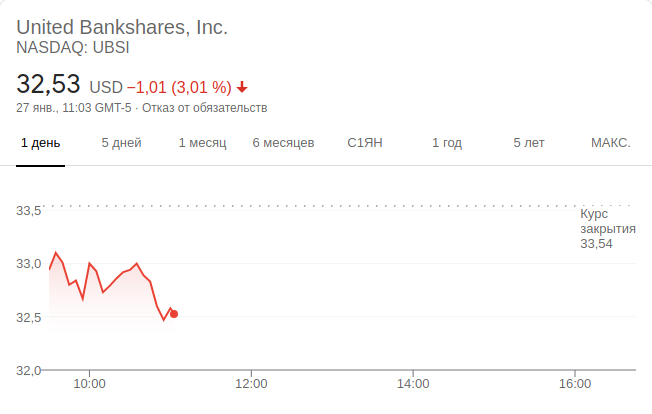 United Bankshares, Inc.
NASDAQ: UBSI
32,53 USD −1,01 (3,01 %)
27 янв., 11:03 GMT-5 · Отказ от обязательств
1 день 5 дней 1 месяц 6 месяцев С1ЯН 1 год 5 лет МАКС.
33,5
Курс
закрытия
33,54
33,0
32,5
32,0
10:00 12:00 14:00 16:00